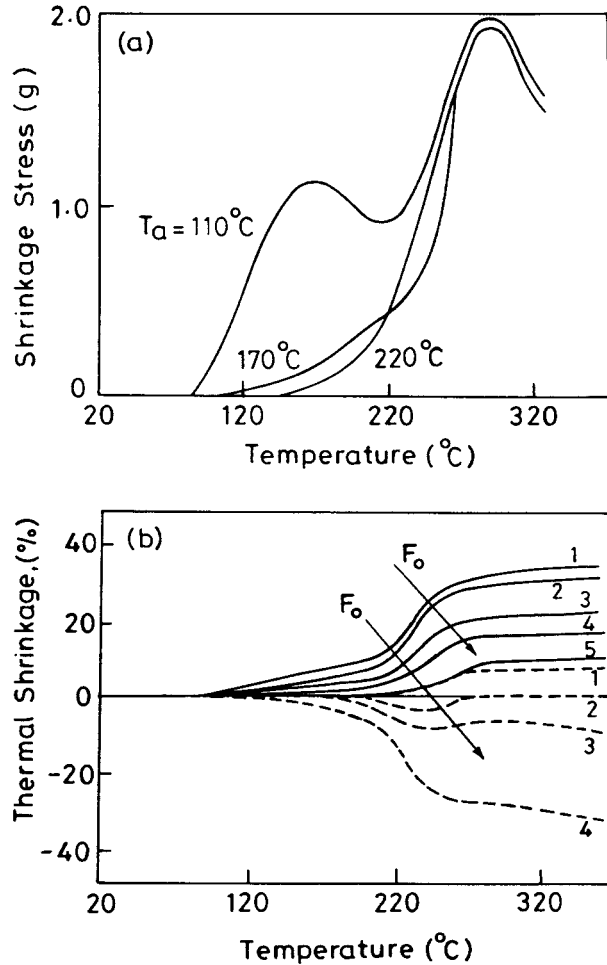 (a)
2.0
1.0
0
Shrinkage Stress (g)
Ta = 110°C
170°C
220°C
20 120 220 320
Temperature (°C)
(b)
40
20
0
-20
-40
Thermal Shrinkage, (%)
Fo
Fo
1
2
3
4
5
1
2
3
4
20 120 220 320
Temperature (°C)